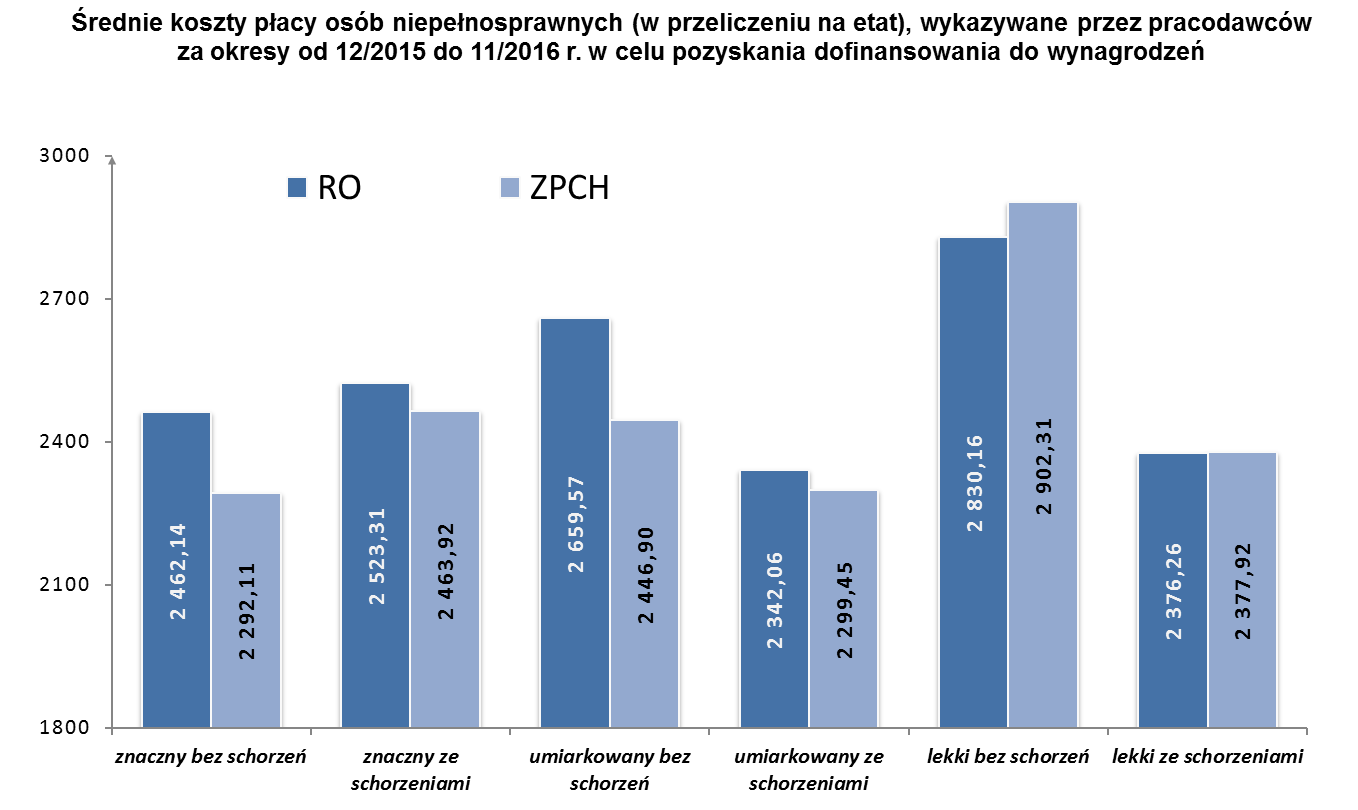 Średnie koszty płacy osób niepełnosprawnych (w przeliczeniu na etat), wykazywane przez pracodawców
za okresy od 12/2015 do 11/2016 r. w celu pozyskania dofinansowania do wynagrodzeń
3000
2700
2400
2100
1800
RO
ZPCH
2 462,14
2 292,11
2 523,31
2 463,92
2 659,57
2 446,90
2 342,06
2 299,45
2 830,16
2 902,31
2 376,26
2 377,92
znaczny bez schorzeń
znaczny ze
schorzeniami
umiarkowany bez
schorzeń
umiarkowany ze
schorzeniami
lekki bez schorzeń
lekki ze schorzeniami